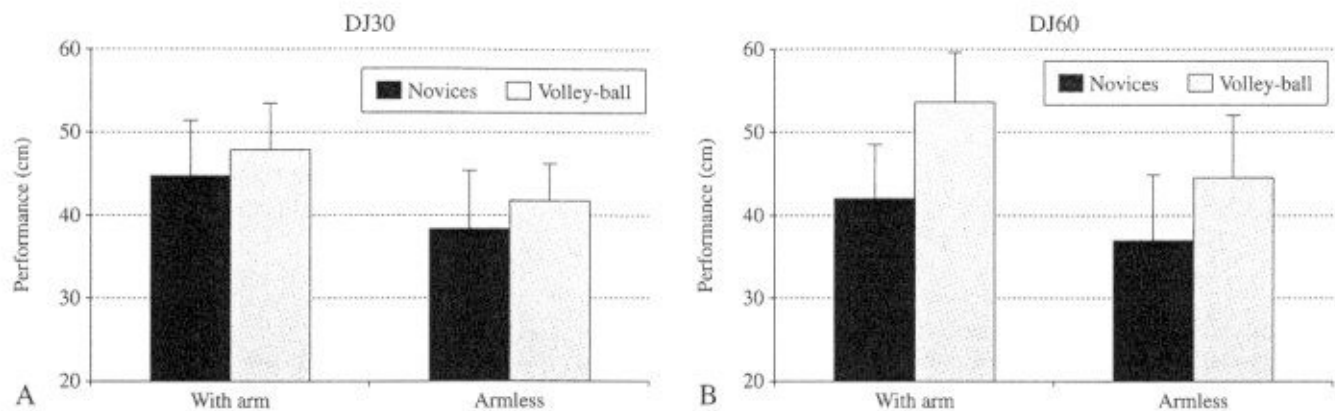 DJ30
60
50
40
30
20
Performance (cm)
Novices
Volley-ball
With arm
Armless
A
DJ60
60
50
40
30
20
Performance (cm)
Novices
Volley-ball
With arm
Armless
B